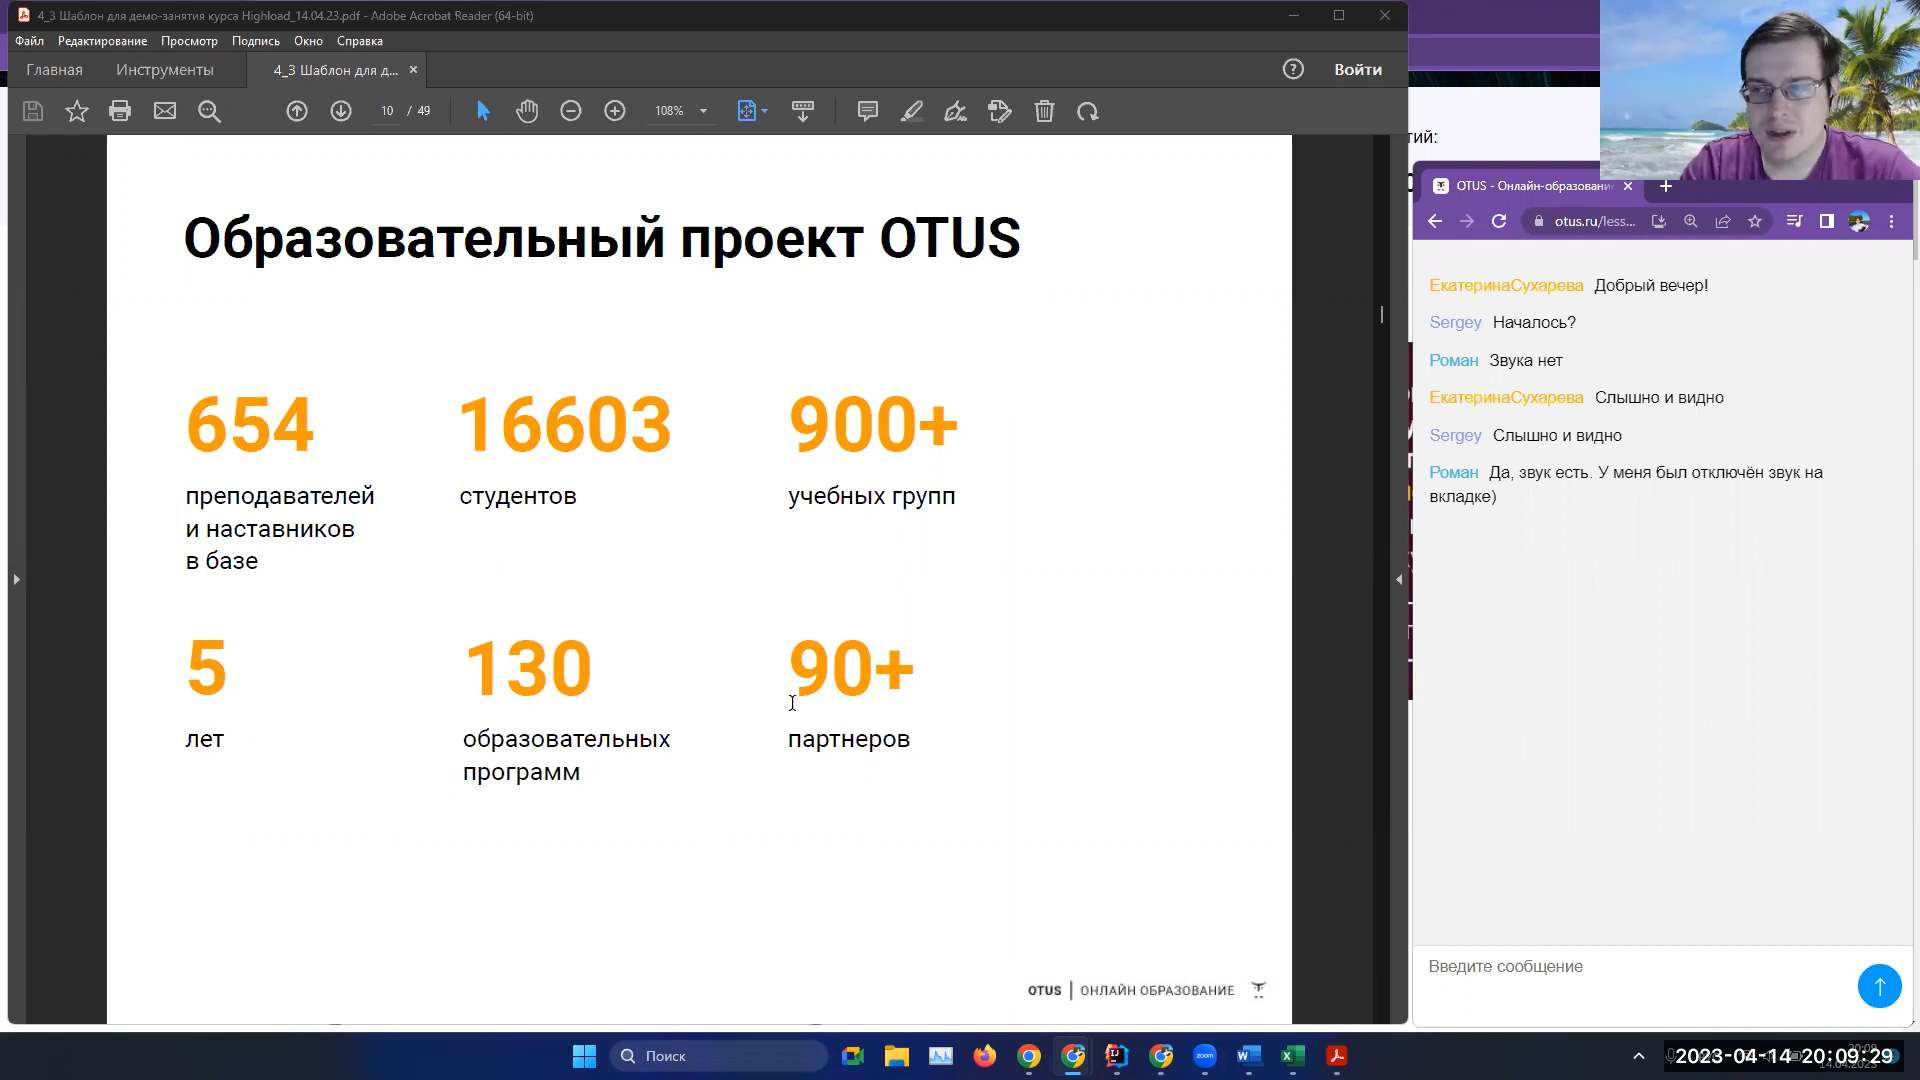 4_3 Шаблон для демо-занятия курса Highload_14.04.23.pdf - Adobe Acrobat Reader (64-bit)
Файл Редактирование Просмотр Подпись Окно Справка
Главная Инструменты 4_3 Шаблон для д... Войти
10 / 49 108%
Образовательный проект OTUS
654 16603 900+
преподавателей студентов учебных групп
и наставников
в базе
5 130 90+
лет образовательных партнеров
программ
OTUS | ОНЛАЙН ОБРАЗОВАНИЕ
тий:
OTUS - Онлайн-образовани
otus.ru/less...
ЕкатеринаСухарева Добрый вечер!
Sergey Началось?
Роман Звука нет
ЕкатеринаСухарева Слышно и видно
Sergey Слышно и видно
Роман Да, звук есть. У меня был отключён звук на
вкладке)
Введите сообщение
Поиск
zoom
2023-04-14 20:09:29